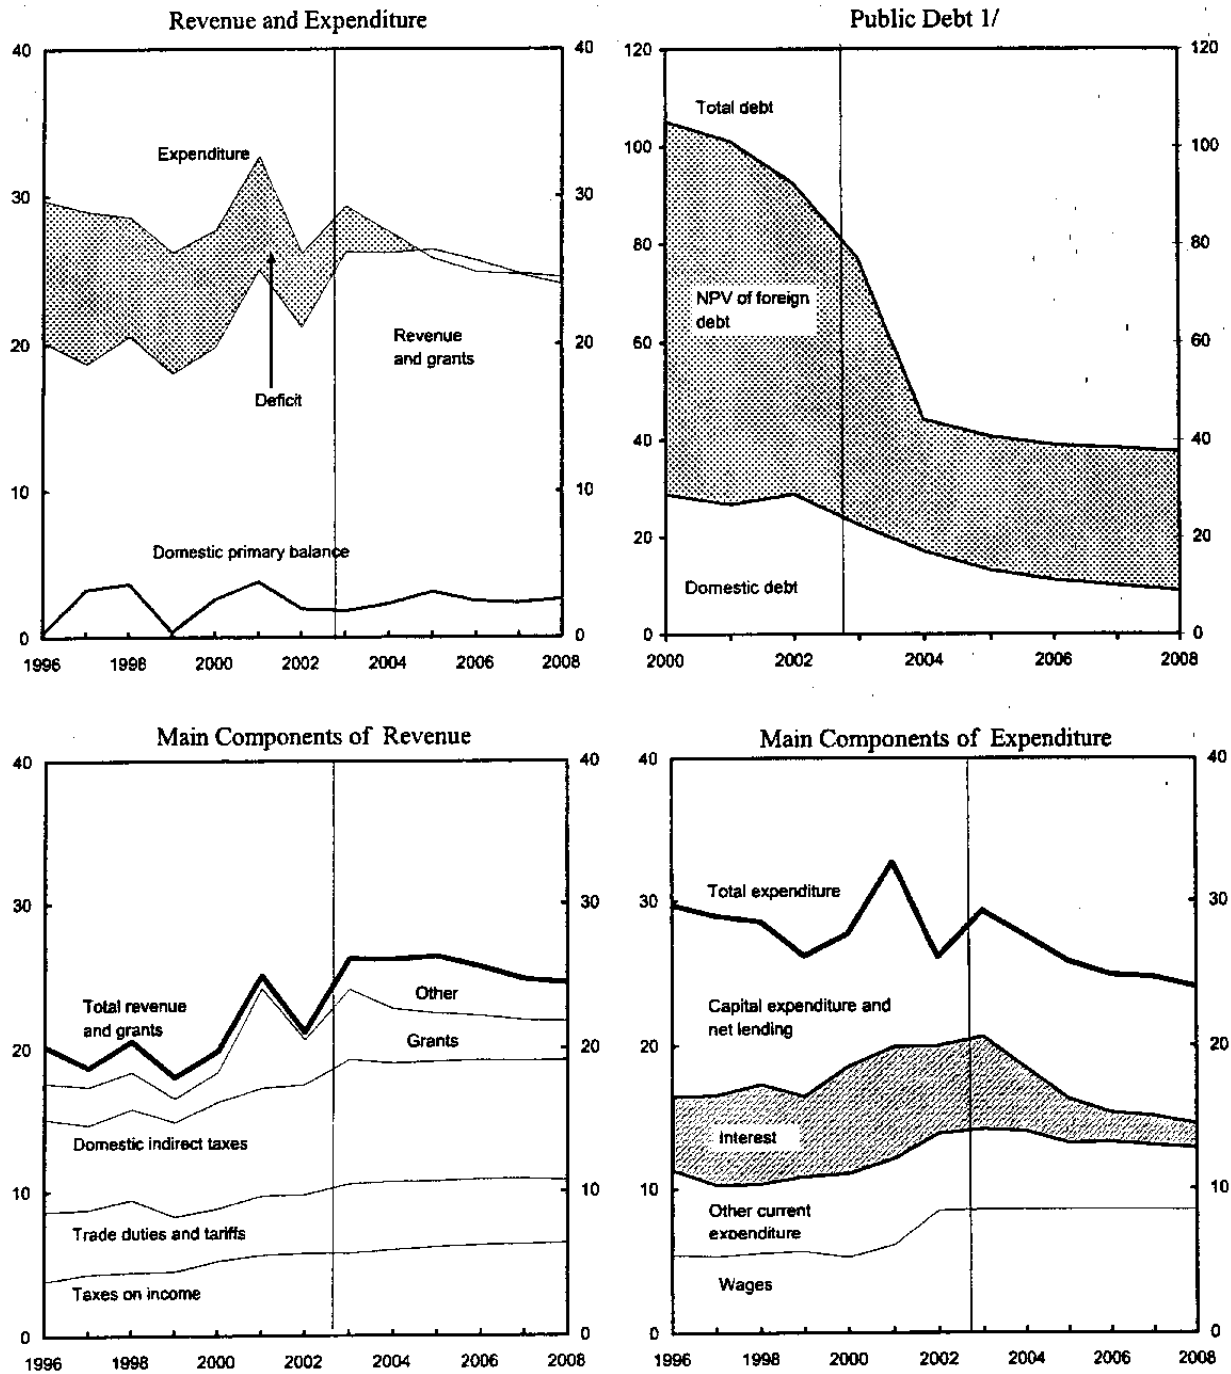 Revenue and Expenditure
40
40
Expenditure
30
30
20
20
Revenue
and grants
Deficit
10
10
Domestic primary balance
0
0
1996
1998
2000
2002
2004
2006
2008
Public Debt 1/
120
120
Total debt
100
100
80
80
NPV of foreign
debt
60
60
40
40
20
20
Domestic debt
0
0
2000
2002
2004
2006
2008
Main Components of Revenue
40
40
30
30
Total revenue
and grants
Other
Grants
20
20
Domestic indirect taxes
10
10
Trade duties and tariffs
Taxes on income
0
0
1996
1998
2000
2002
2004
2006
2008
Main Components of Expenditure
40
40
Total expenditure
30
30
Capital expenditure and
net lending
20
20
Interest
10
10
Other current
expenditure
Wages
0
0
1996
1998
2000
2002
2004
2006
2008